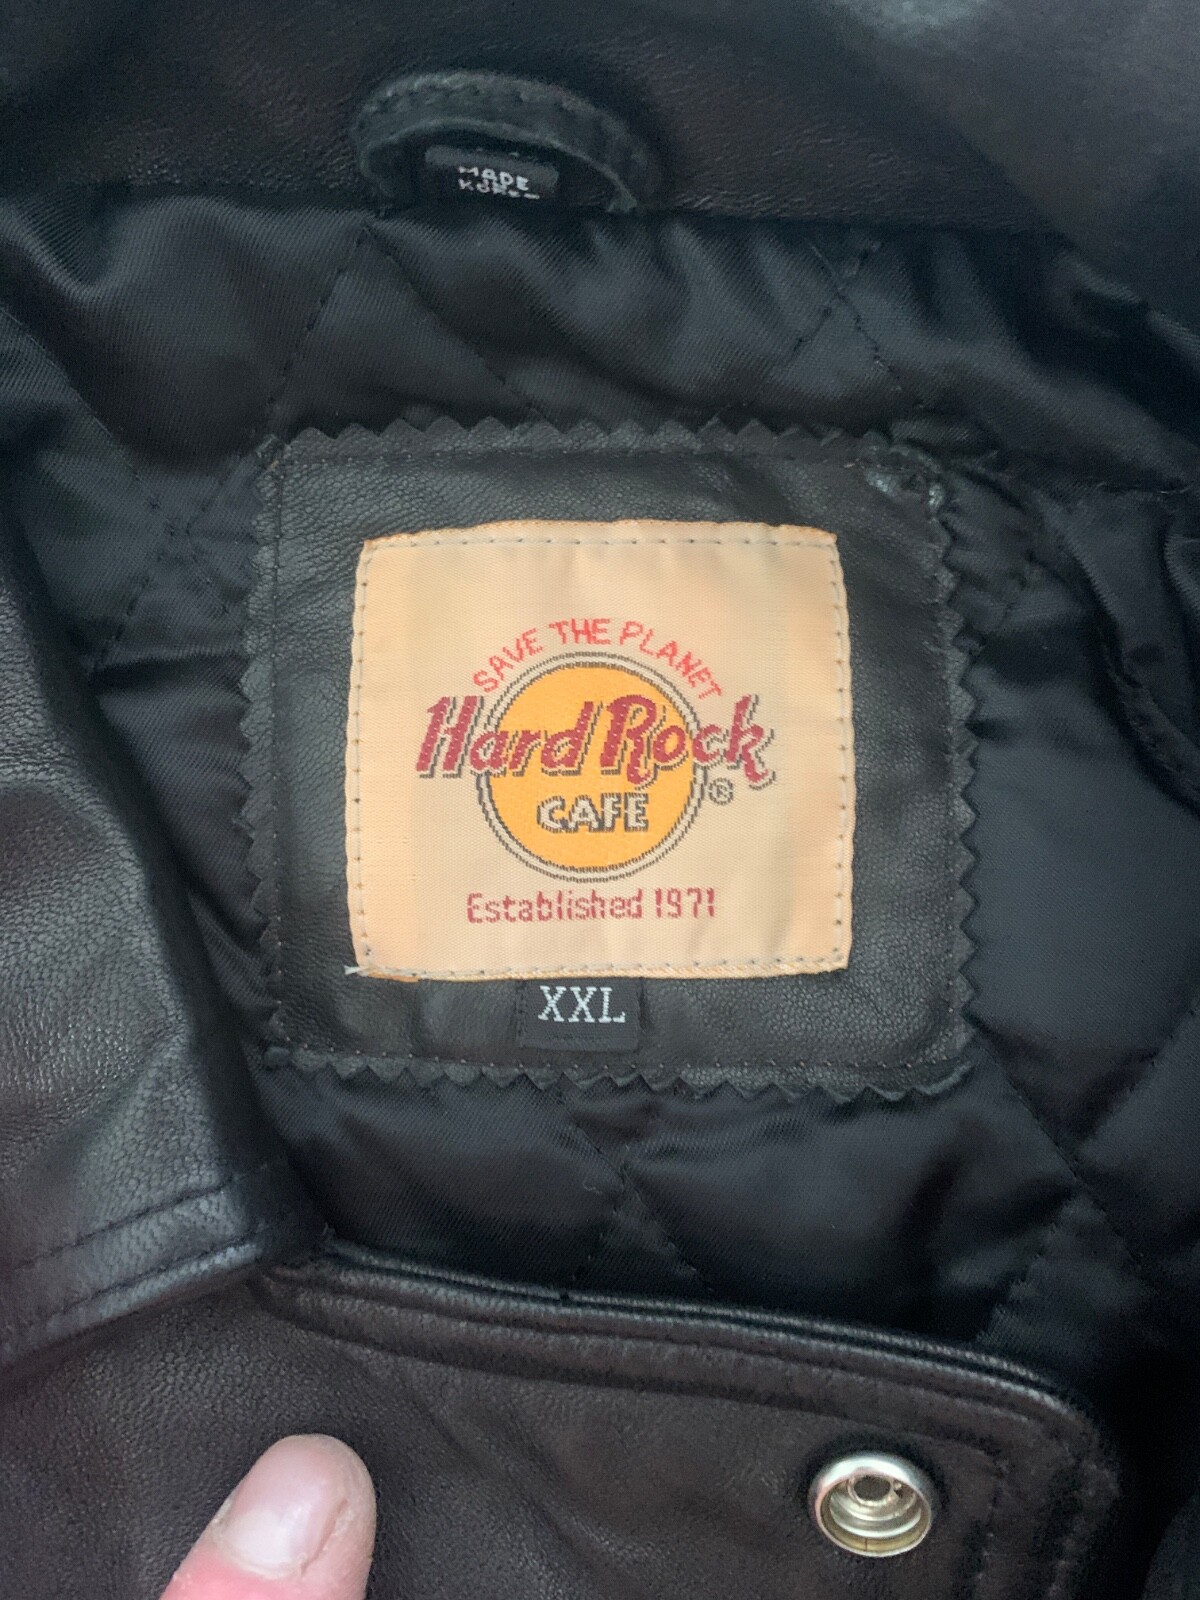 MADE
KOREA
SAVE THE PLANET
Hard Rock
CAFE
®
Established 1971
XXL